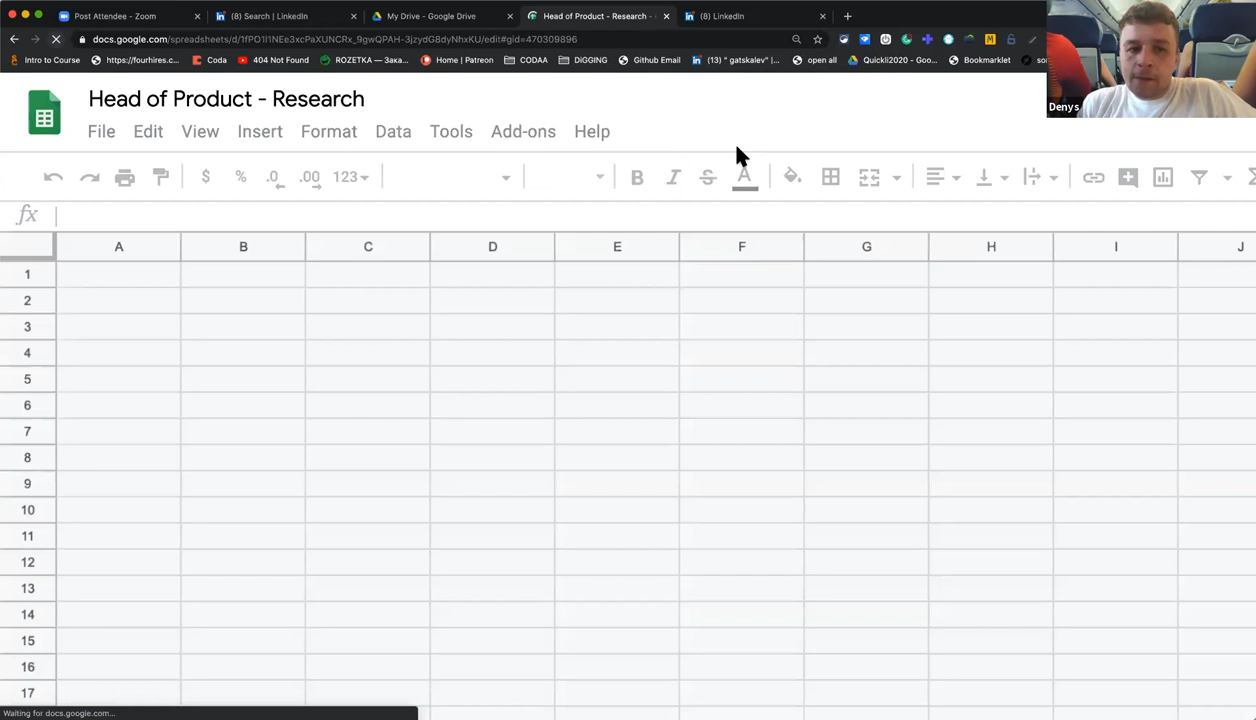 Post Attendee - Zoom
(8) Search | LinkedIn
My Drive - Google Drive
Head of Product - Research -
(8) LinkedIn
docs.google.com/spreadsheets/d/1fPO1l1NEe3xcPaXUNCRx_9gwQPAH-3jzydG8dyNhxKU/edit#gid=470309896
Intro to Course
https://fourhires.c...
Coda
404 Not Found
ROZETKA — Зака...
Home | Patreon
CODAA
DiGGING
Github Email
(13) " gatskalev" |...
open all
Quickli2020 - Goo...
Bookmarklet
Denys
Head of Product - Research
File Edit View Insert Format Data Tools Add-ons Help
$ % .0 .00 123 B I S A
fx
A B C D E F G H I J
1
2
3
4
5
6
7
8
9
10
11
12
13
14
15
16
17
Waiting for docs.google.com...